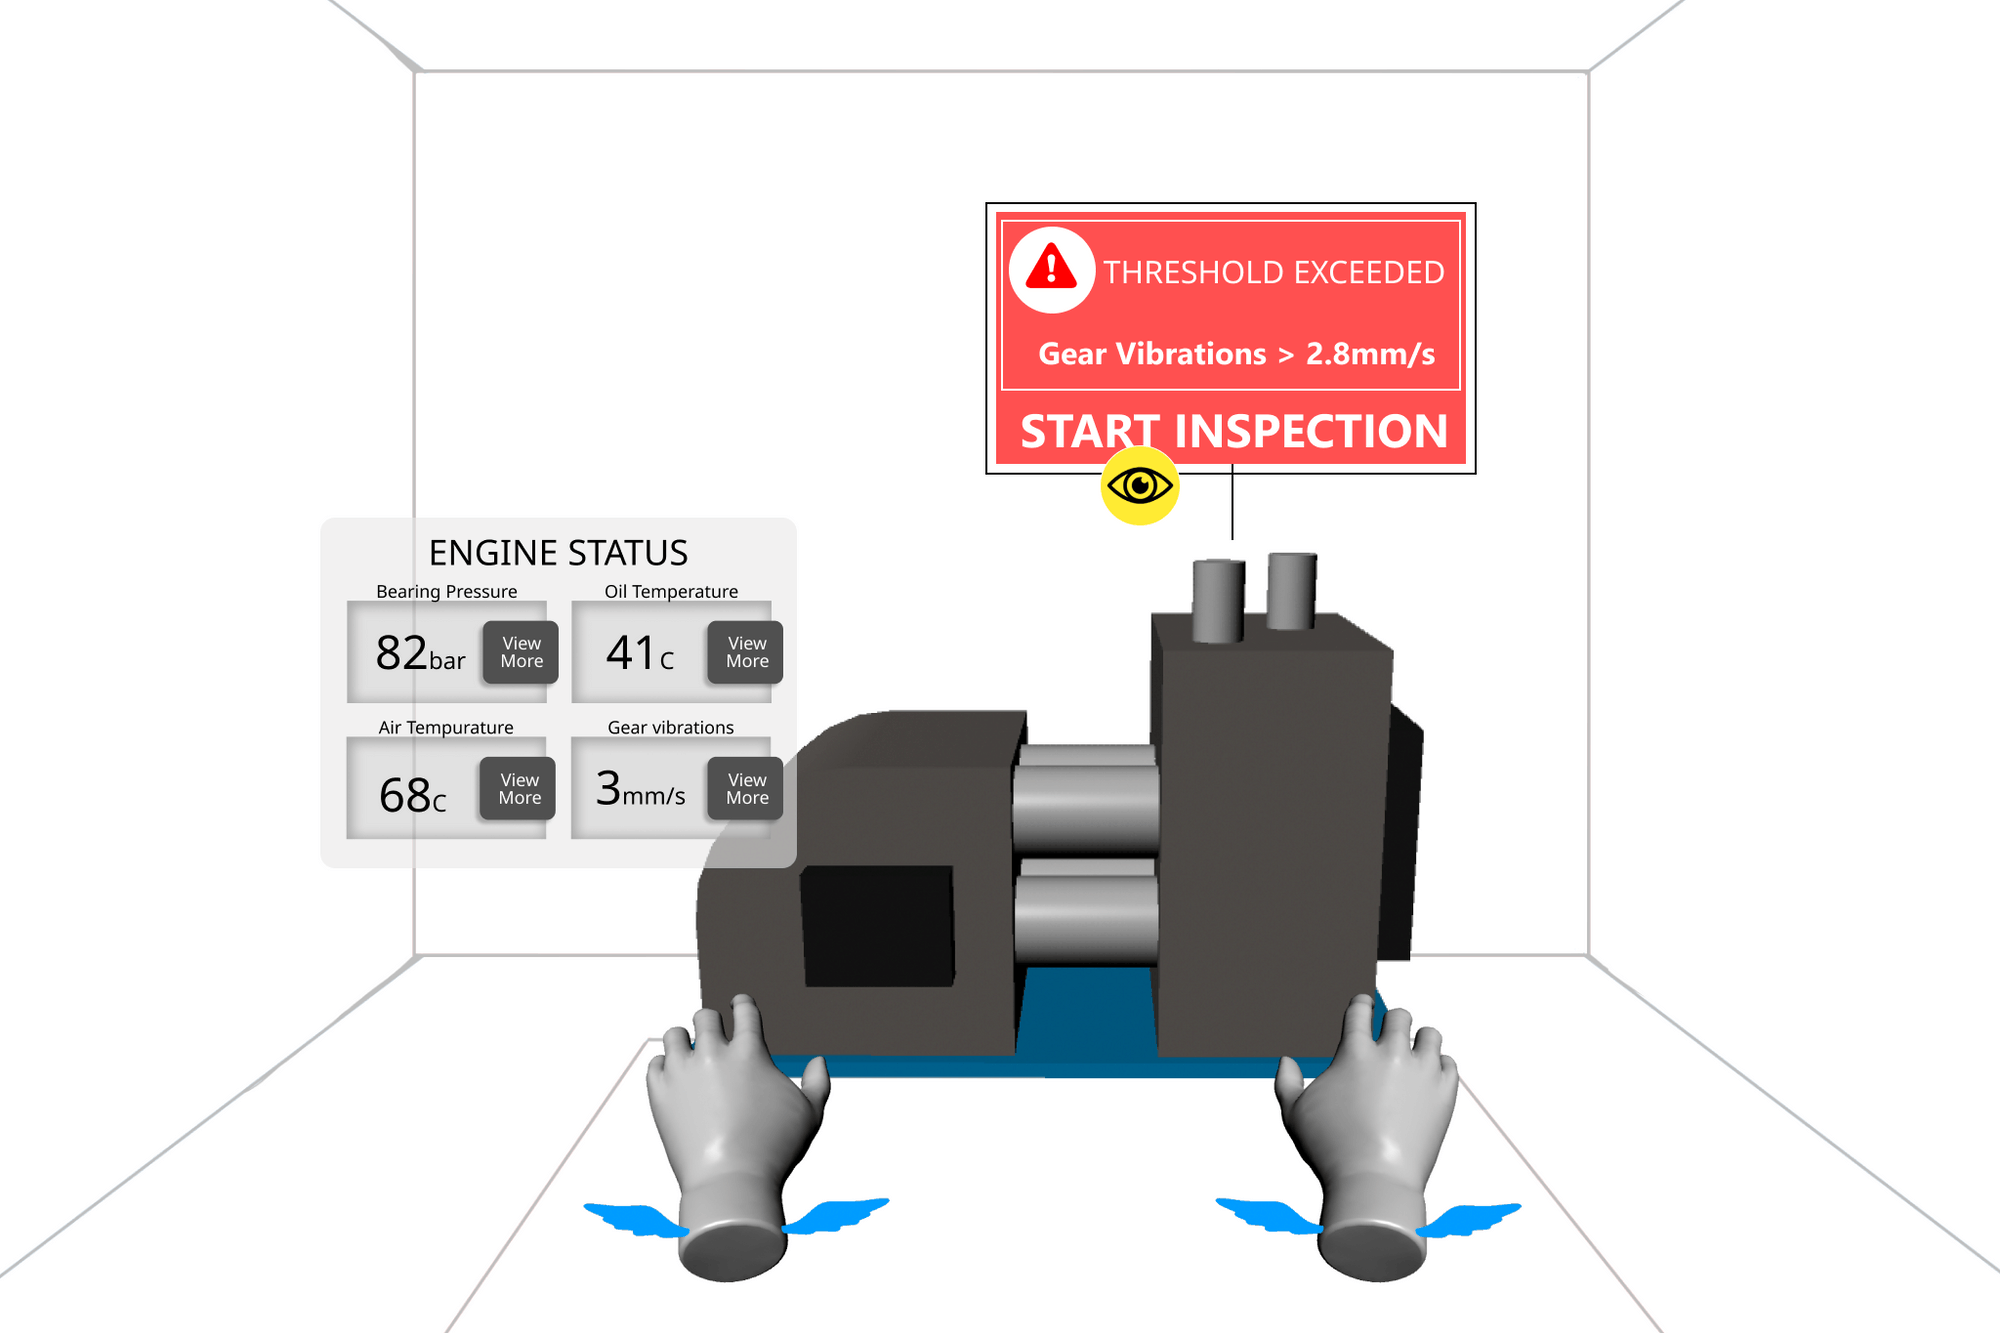 THRESHOLD EXCEEDED
Gear Vibrations > 2.8mm/s
START INSPECTION
ENGINE STATUS
Bearing Pressure
82bar
View
More
Oil Temperature
41C
View
More
Air Tempurature
68C
View
More
Gear vibrations
3mm/s
View
More